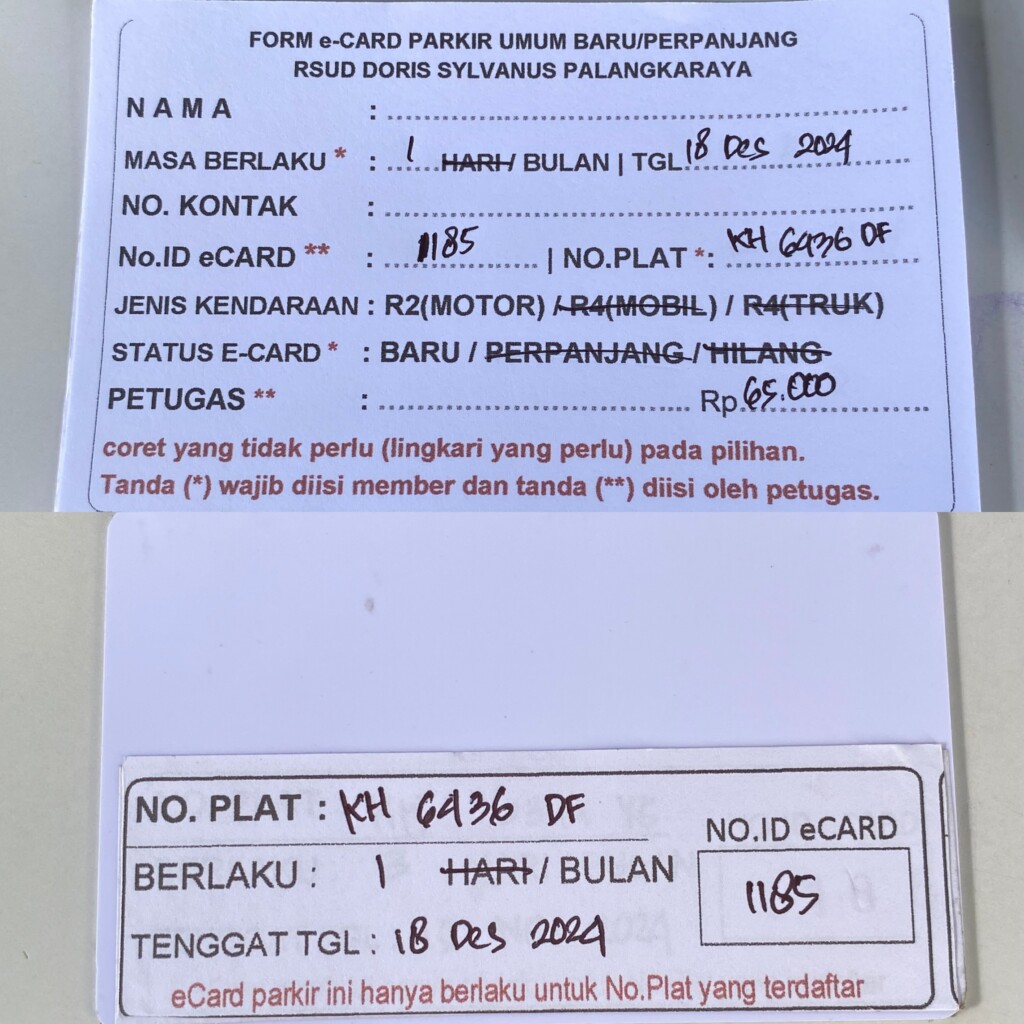 FORM e-CARD PARKIR UMUM BARU/PERPANJANG
RSUD DORIS SYLVANUS PALANGKARAYA
N A M A :
MASA BERLAKU * : 1 HARI / BULAN | TGL 18 Des 2024
NO. KONTAK :
No.ID eCARD ** : 1185 | NO.PLAT *: KH 6436 DF
JENIS KENDARAAN : R2(MOTOR) / R4(MOBIL) / R4(TRUK)
STATUS E-CARD * : BARU / PERPANJANG / HILANG
PETUGAS ** : Rp 65.000
coret yang tidak perlu (lingkari yang perlu) pada pilihan.
Tanda (*) wajib diisi member dan tanda (**) diisi oleh petugas.
NO. PLAT : KH 6436 DF
NO.ID eCARD
BERLAKU : 1 HARI / BULAN
1185
TENGGAT TGL : 18 Des 2024
eCard parkir ini hanya berlaku untuk No.Plat yang terdaftar